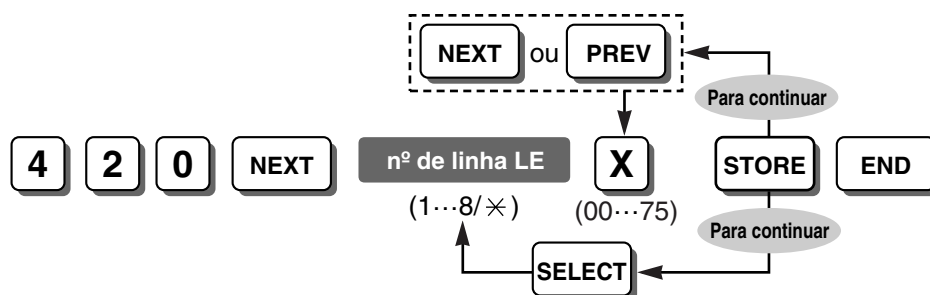 NEXT ou PREV
Para continuar
4 2 0 NEXT nº de linha LE X STORE END
(1···8/✳) (00···75)
Para continuar
SELECT